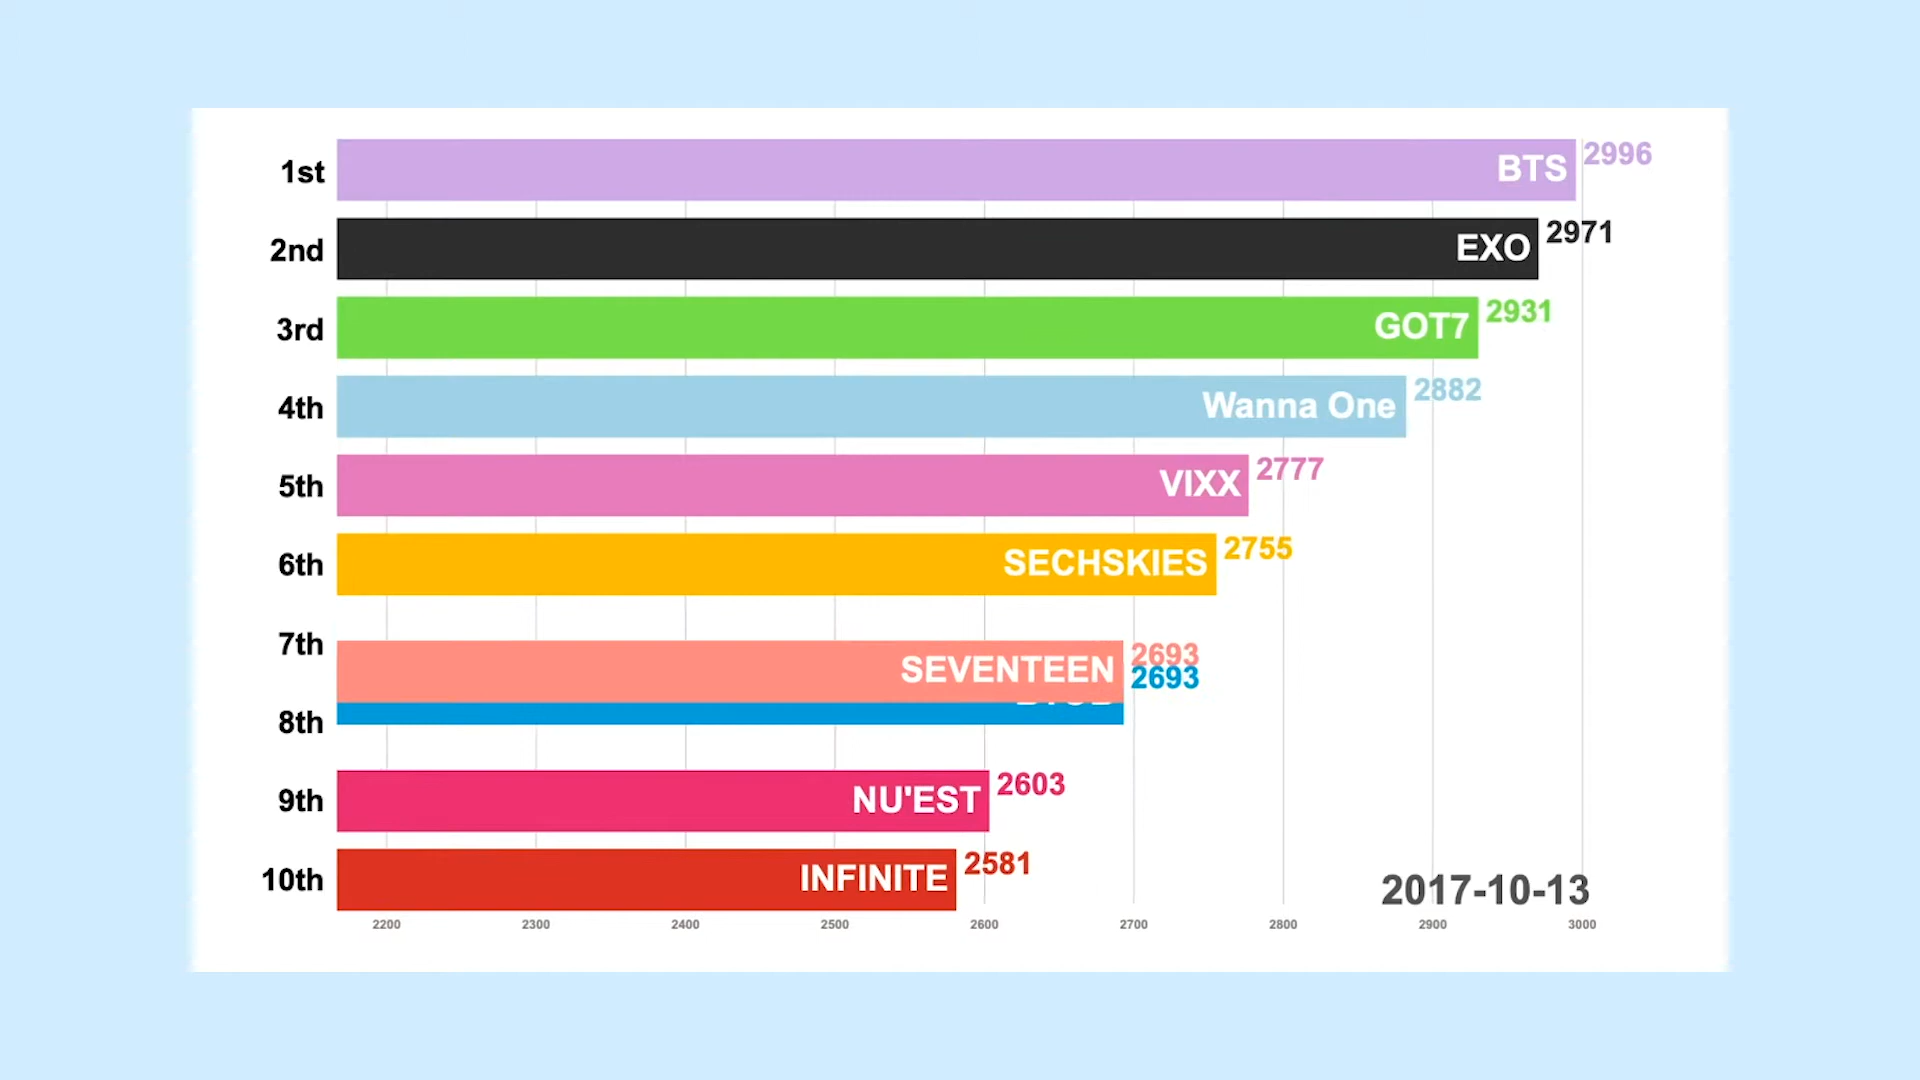 1st BTS 2996
2nd EXO 2971
3rd GOT7 2931
4th Wanna One 2882
5th VIXX 2777
6th SECHSKIES 2755
7th SEVENTEEN 2693
2693
8th
9th NU'EST 2603
10th INFINITE 2581
2017-10-13
2200 2300 2400 2500 2600 2700 2800 2900 3000